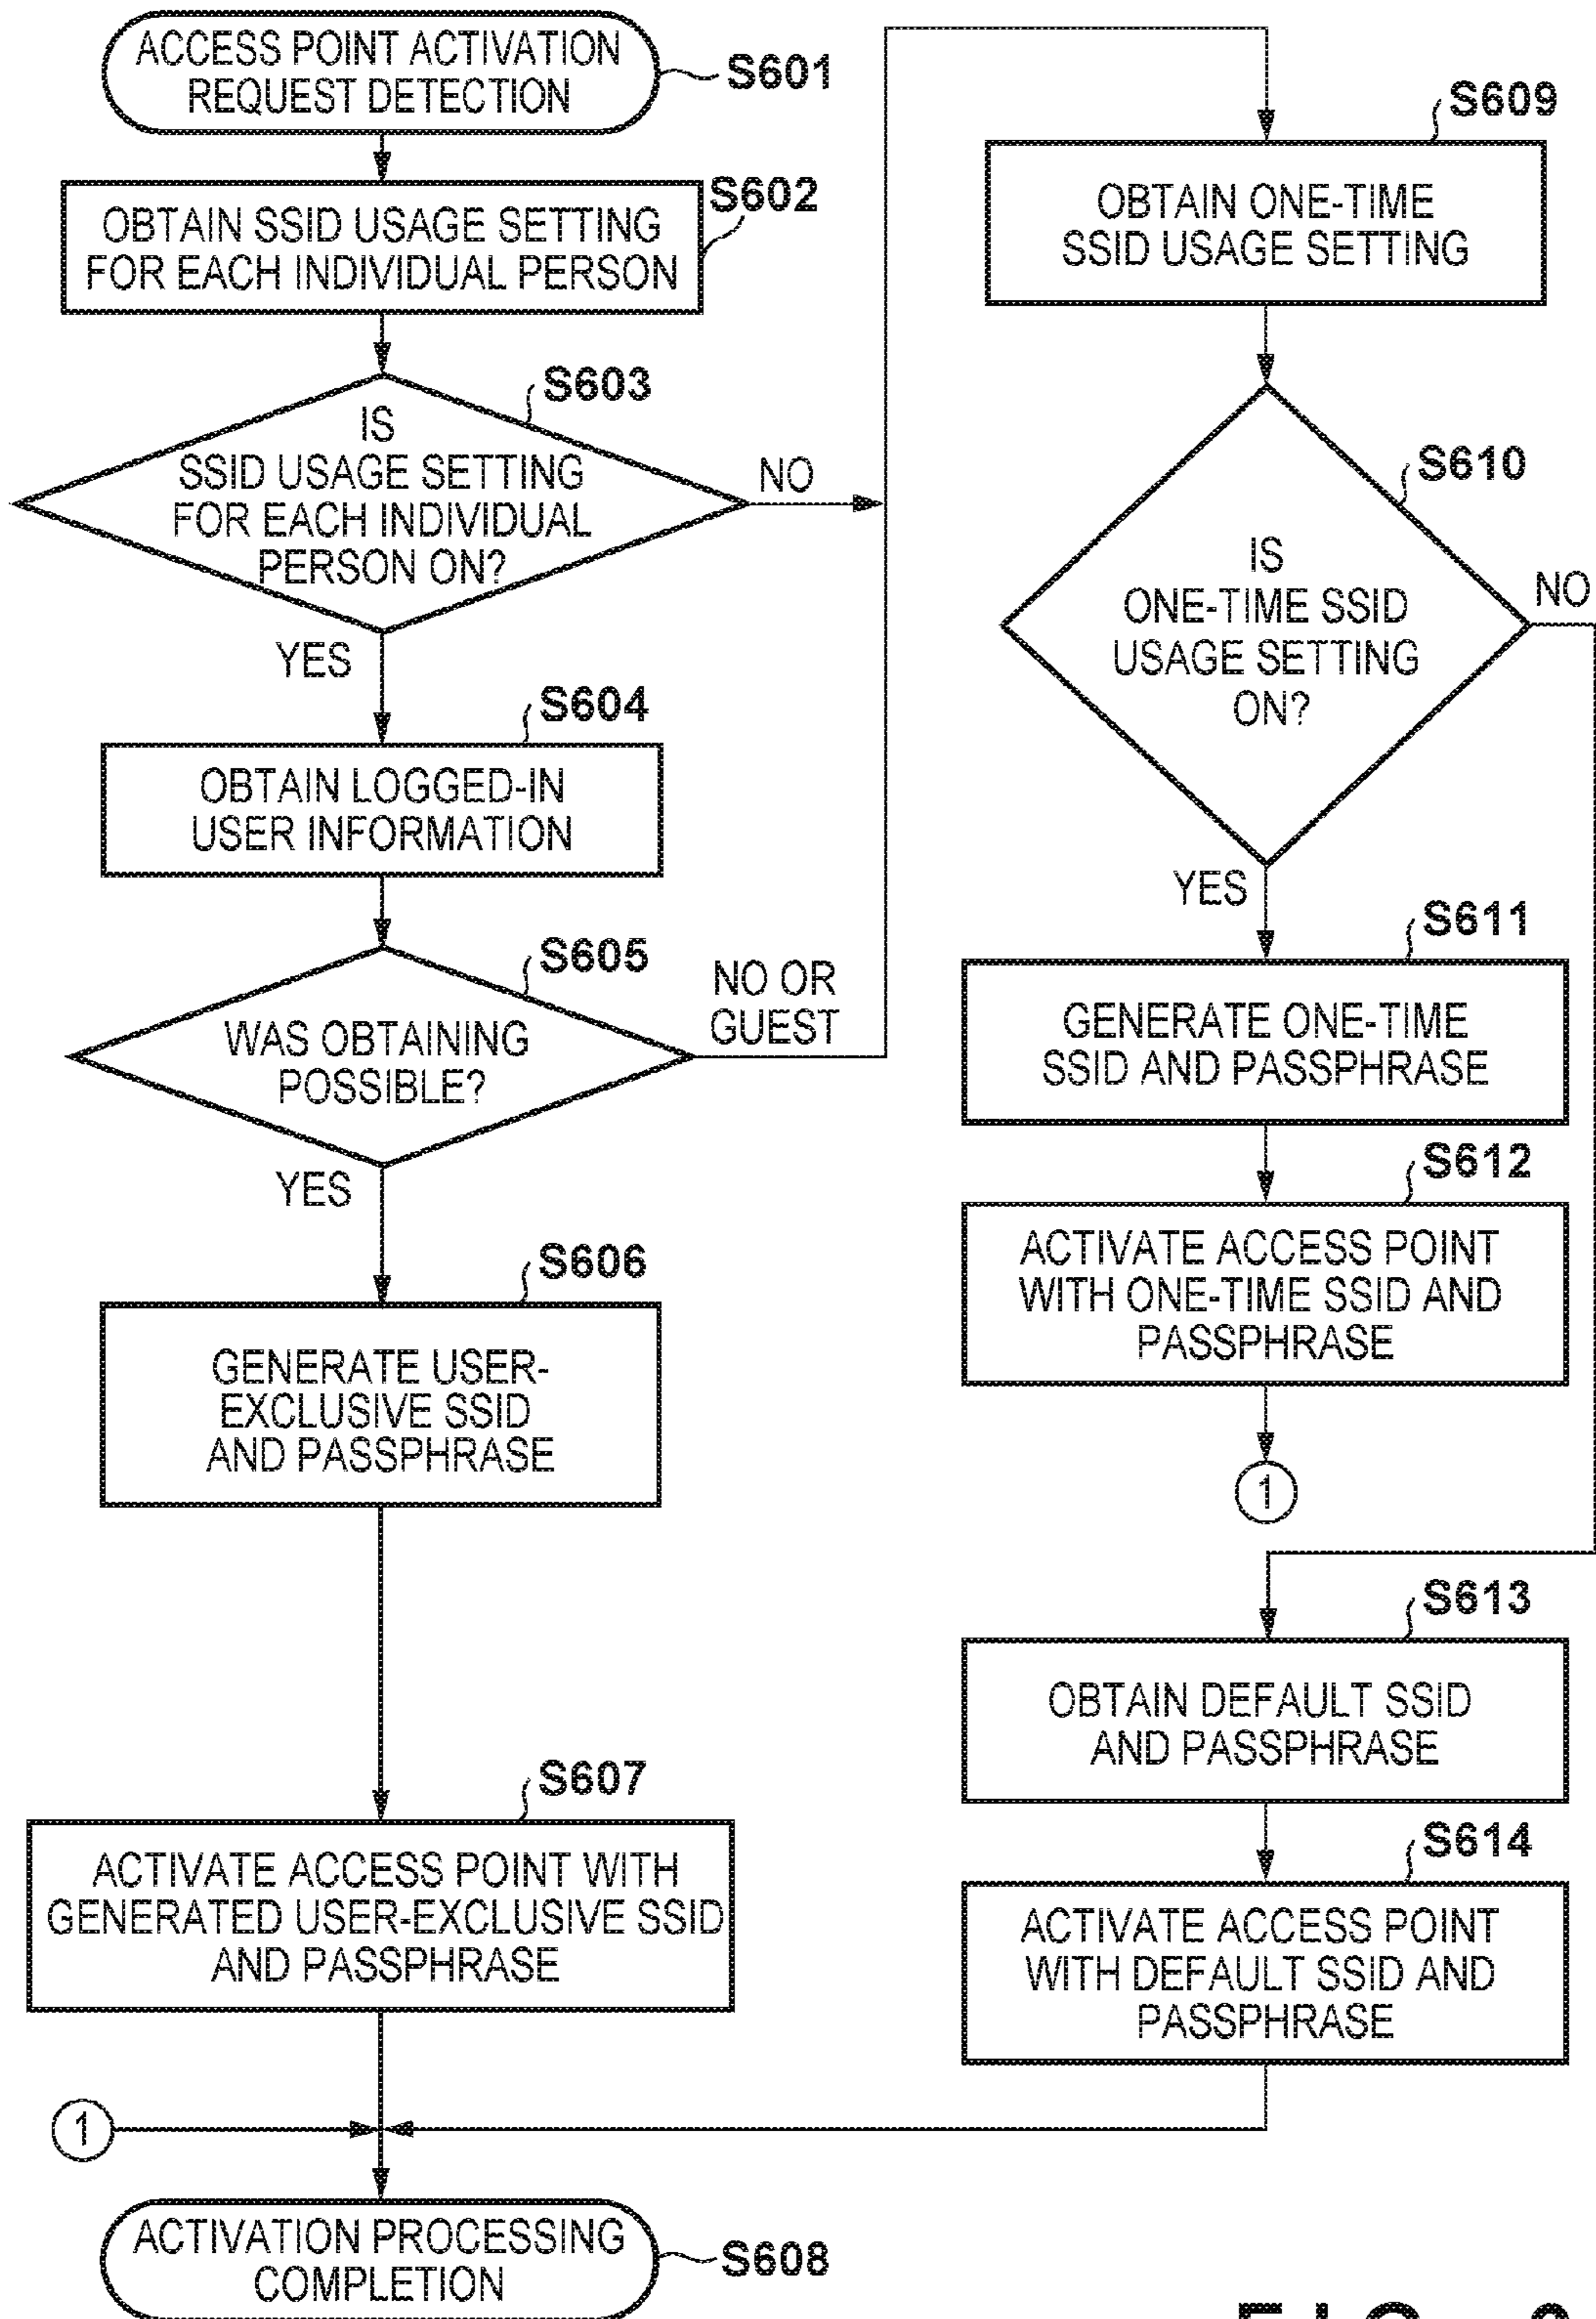 ACCESS POINT ACTIVATION
REQUEST DETECTION
S601
S602
OBTAIN SSID USAGE SETTING
FOR EACH INDIVIDUAL PERSON
S603
IS
SSID USAGE SETTING
FOR EACH INDIVIDUAL
PERSON ON?
NO
YES
S604
OBTAIN LOGGED-IN
USER INFORMATION
S605
WAS OBTAINING
POSSIBLE?
NO OR
GUEST
YES
S606
GENERATE USER-
EXCLUSIVE SSID
AND PASSPHRASE
S607
ACTIVATE ACCESS POINT WITH
GENERATED USER-EXCLUSIVE SSID
AND PASSPHRASE
1
ACTIVATION PROCESSING
COMPLETION
S608
S609
OBTAIN ONE-TIME
SSID USAGE SETTING
S610
IS
ONE-TIME SSID
USAGE SETTING
ON?
NO
YES
S611
GENERATE ONE-TIME
SSID AND PASSPHRASE
S612
ACTIVATE ACCESS POINT
WITH ONE-TIME SSID AND
PASSPHRASE
1
S613
OBTAIN DEFAULT SSID
AND PASSPHRASE
S614
ACTIVATE ACCESS POINT
WITH DEFAULT SSID AND
PASSPHRASE